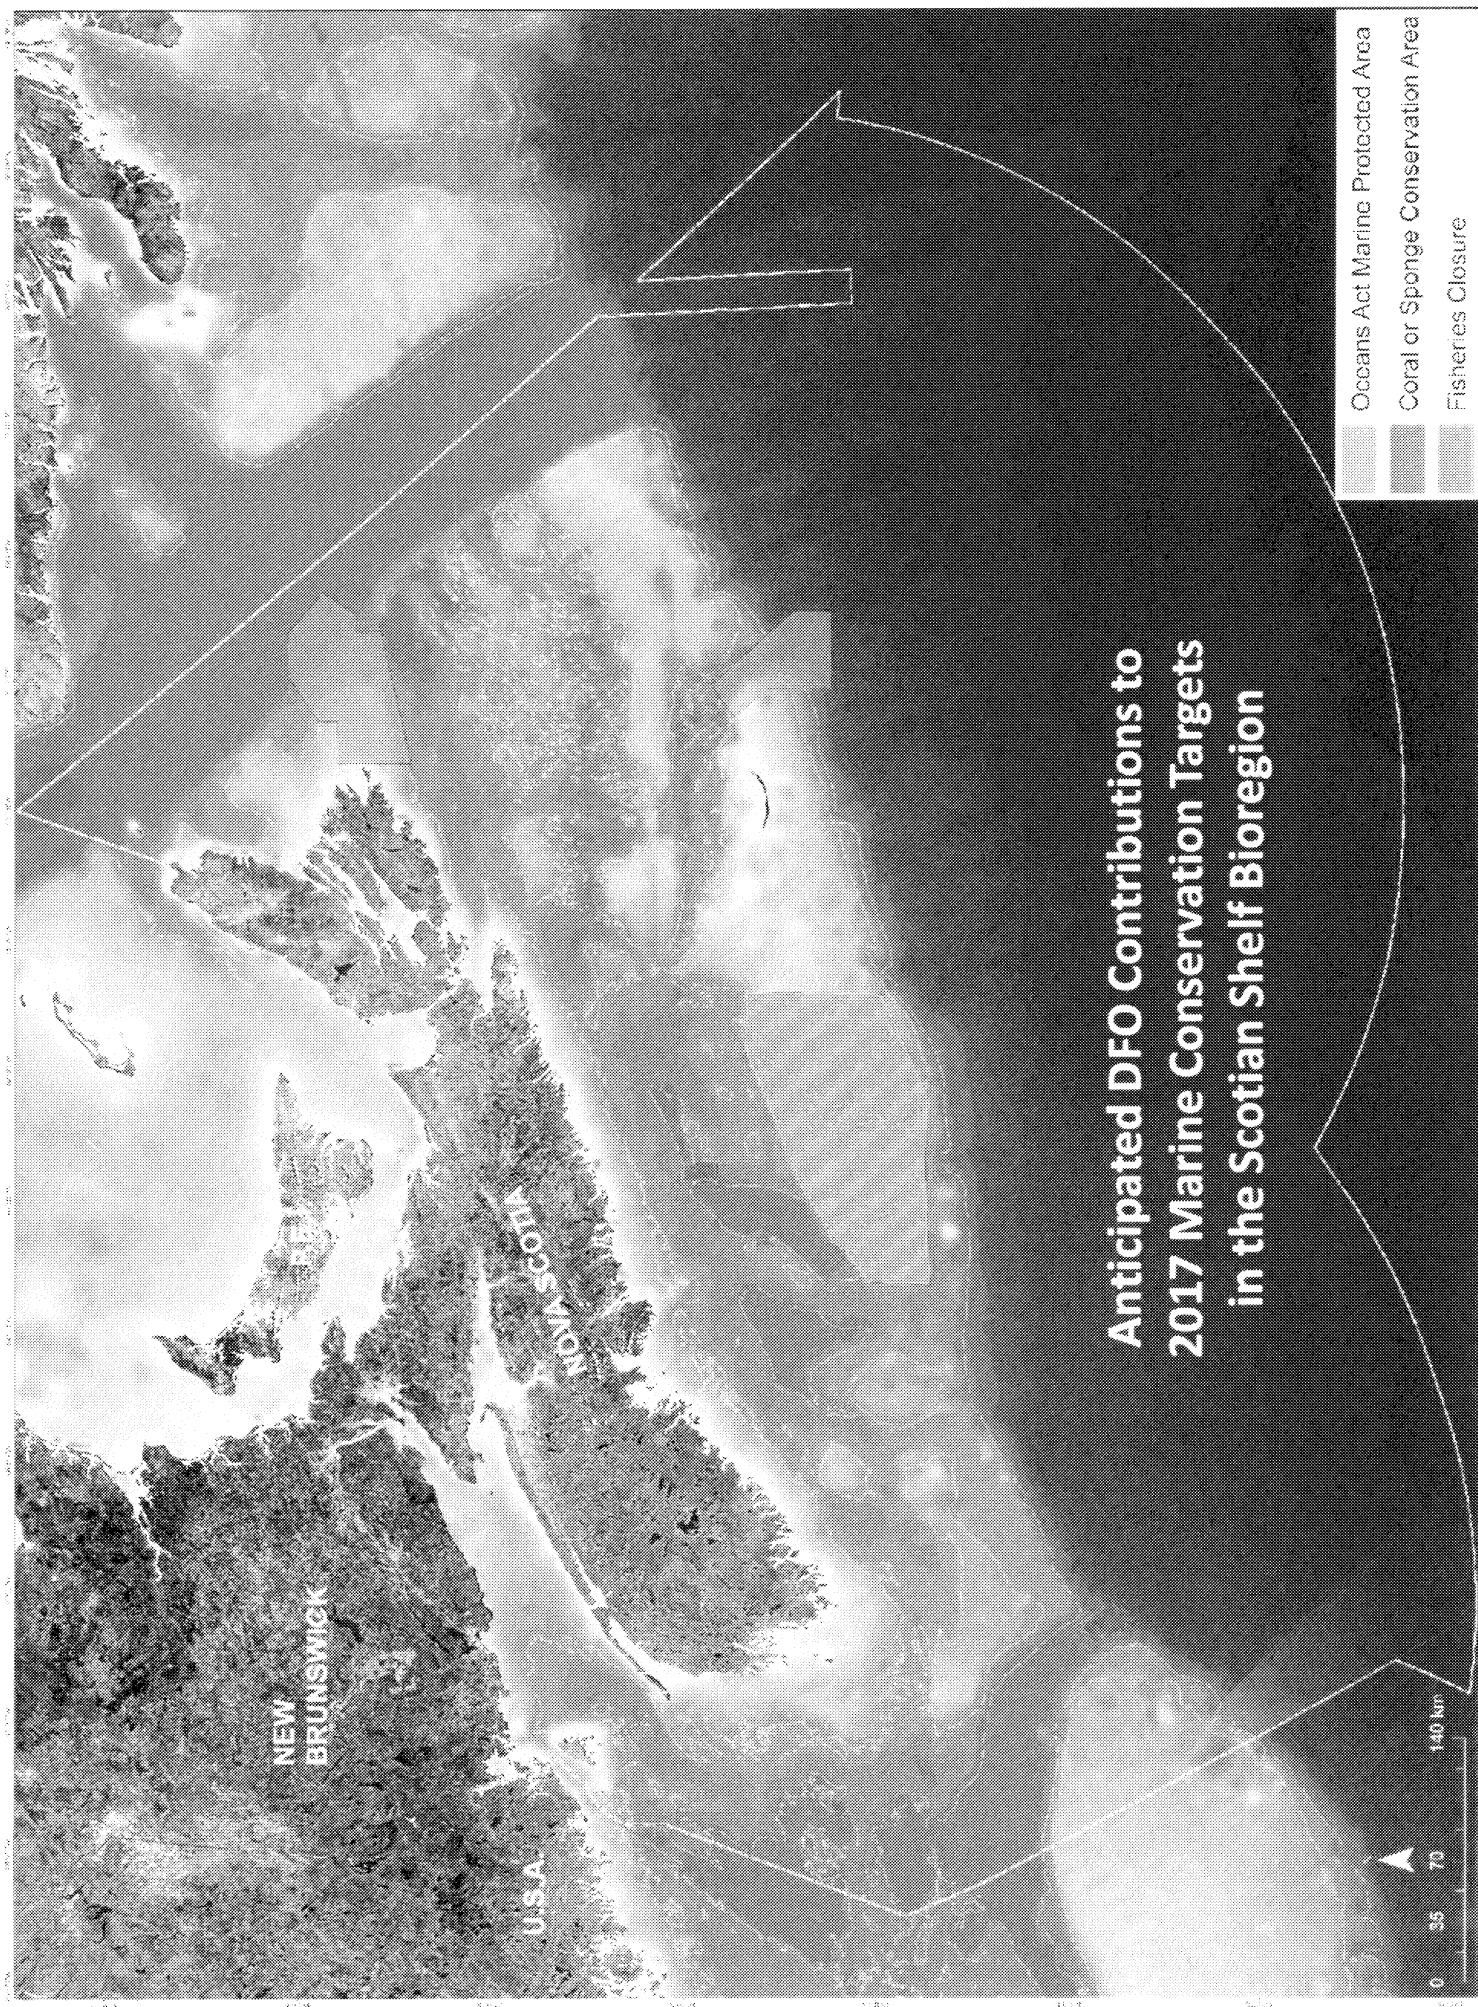 Anticipated DFO Contributions to
2017 Marine Conservation Targets
in the Scotian Shelf Bioregion
NEW
BRUNSWICK
P.E.I.
NOVA SCOTIA
U.S.A.
0 35 70 140 km
Oceans Act Marine Protected Area
Coral or Sponge Conservation Area
Fisheries Closure